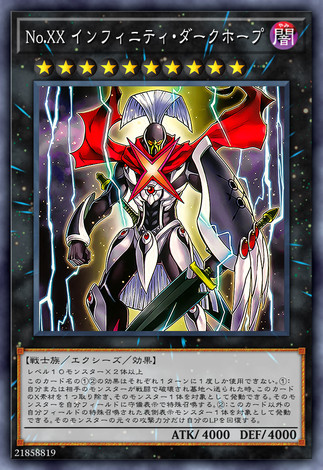 No.XX インフィニティ・ダークホープ
闇
【戦士族／エクシーズ／効果】
レベル１０モンスター×２体以上
このカード名の①②の効果はそれぞれ１ターンに１度しか使用できない。①：
自分または相手のモンスターが戦闘で破壊され墓地へ送られた時、このカード
のX素材を１つ取り除き、そのモンスター１体を対象として発動できる。そのモ
ンスターを自分フィールドに守備表示で特殊召喚する。②：このカード以外の
自分フィールドの特殊召喚された表側表示モンスター１体を対象として発動
できる。そのモンスターの元々の攻撃力分だけ自分のLPを回復する。
ATK/ 4000 DEF/ 4000
21858819